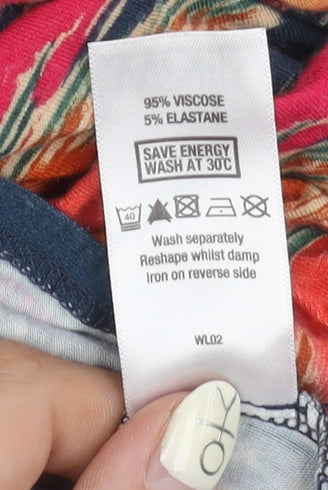 95% VISCOSE
5% ELASTANE
SAVE ENERGY
WASH AT 30°C
40
Wash separately
Reshape whilst damp
Iron on reverse side
WL02